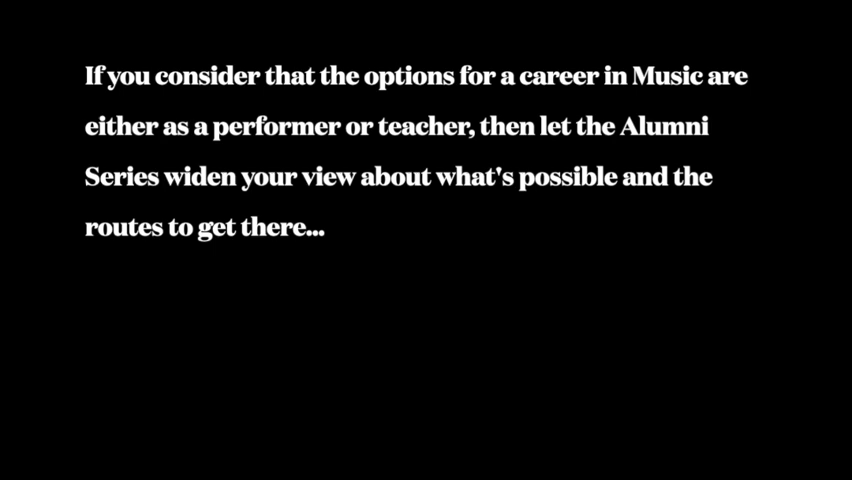 If you consider that the options for a career in Music are
either as a performer or teacher, then let the Alumni
Series widen your view about what's possible and the
routes to get there...